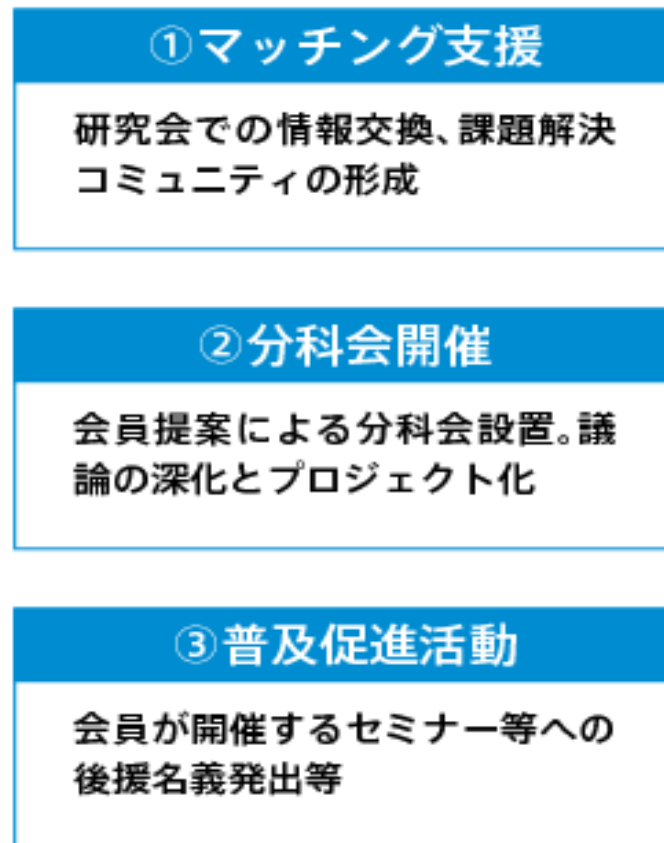 ①マッチング支援
研究会での情報交換、課題解決
コミュニティの形成
②分科会開催
会員提案による分科会設置。議
論の深化とプロジェクト化
③普及促進活動
会員が開催するセミナー等への
後援名義発出等